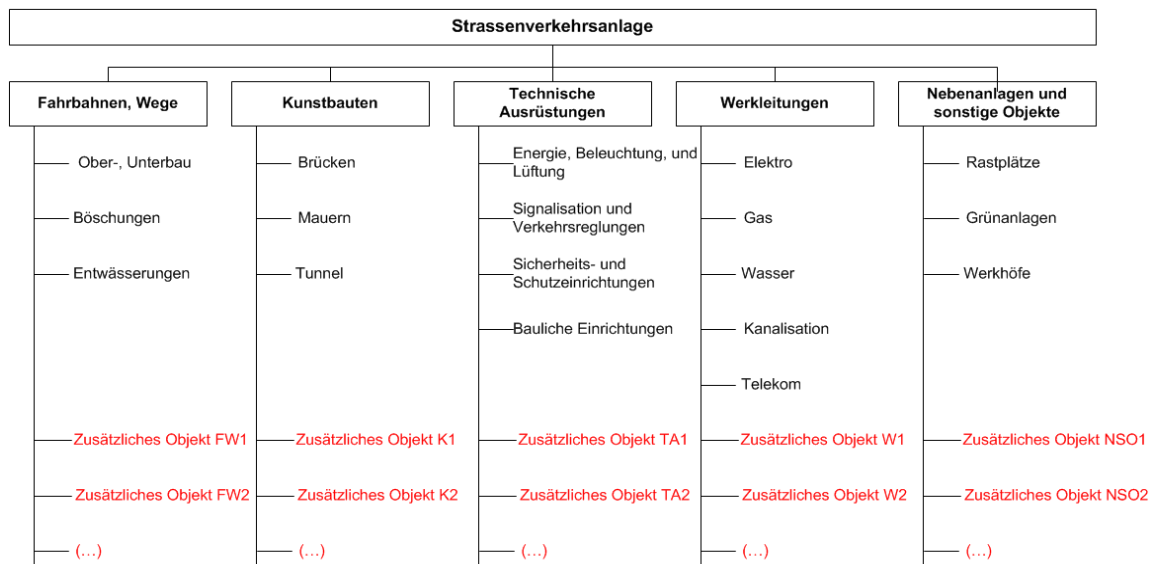 Strassenverkehrsanlage
Fahrbahnen, Wege
Ober-, Unterbau
Böschungen
Entwässerungen
Zusätzliches Objekt FW1
Zusätzliches Objekt FW2
(...)
Kunstbauten
Brücken
Mauern
Tunnel
Zusätzliches Objekt K1
Zusätzliches Objekt K2
(...)
Technische
Ausrüstungen
Energie, Beleuchtung, und
Lüftung
Signalisation und
Verkehrsreglungen
Sicherheits- und
Schutzeinrichtungen
Bauliche Einrichtungen
Zusätzliches Objekt TA1
Zusätzliches Objekt TA2
(...)
Werkleitungen
Elektro
Gas
Wasser
Kanalisation
Telekom
Zusätzliches Objekt W1
Zusätzliches Objekt W2
(...)
Nebenanlagen und
sonstige Objekte
Rastplätze
Grünanlagen
Werkhöfe
Zusätzliches Objekt NSO1
Zusätzliches Objekt NSO2
(...)